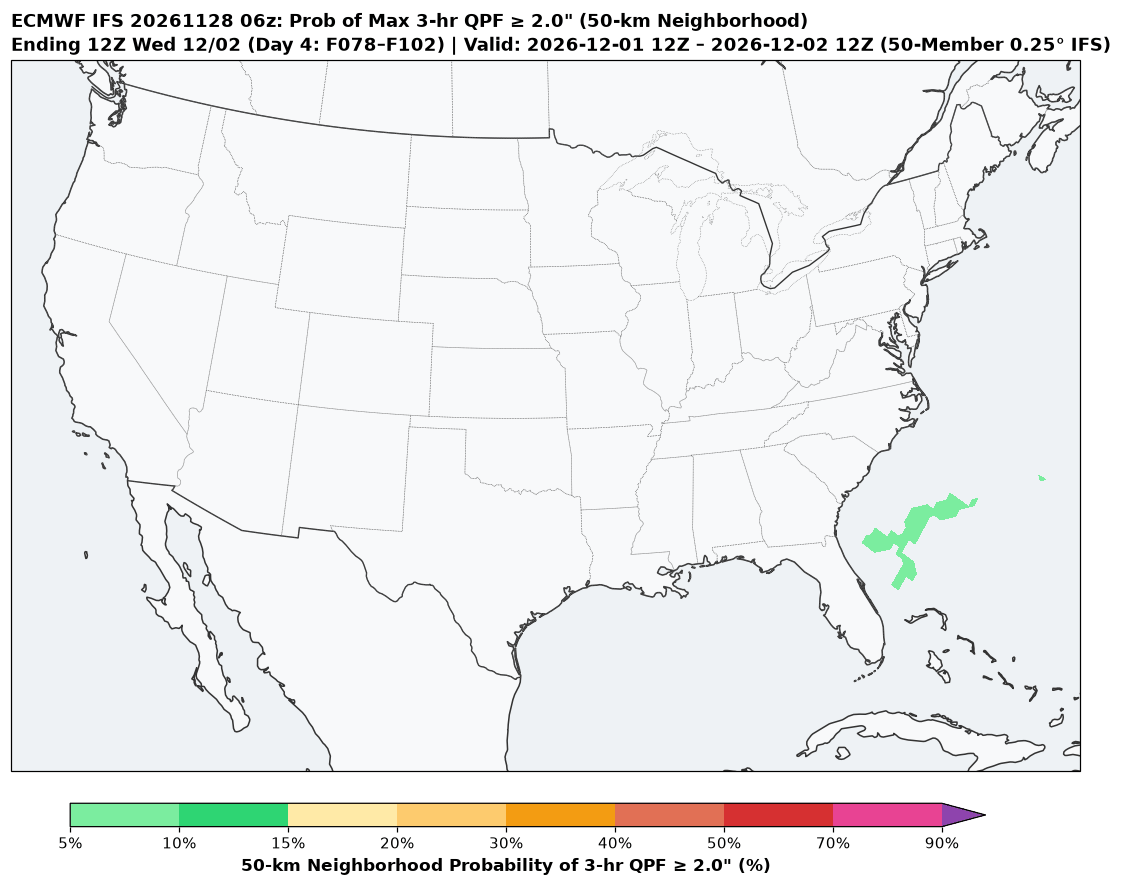 ECMWF IFS 20261128 06z: Prob of Max 3-hr QPF ≥ 2.0" (50-km Neighborhood)
Ending 12Z Wed 12/02 (Day 4: F078–F102) | Valid: 2026-12-01 12Z – 2026-12-02 12Z (50-Member 0.25° IFS)
5% 10% 15% 20% 30% 40% 50% 70% 90%
50-km Neighborhood Probability of 3-hr QPF ≥ 2.0" (%)